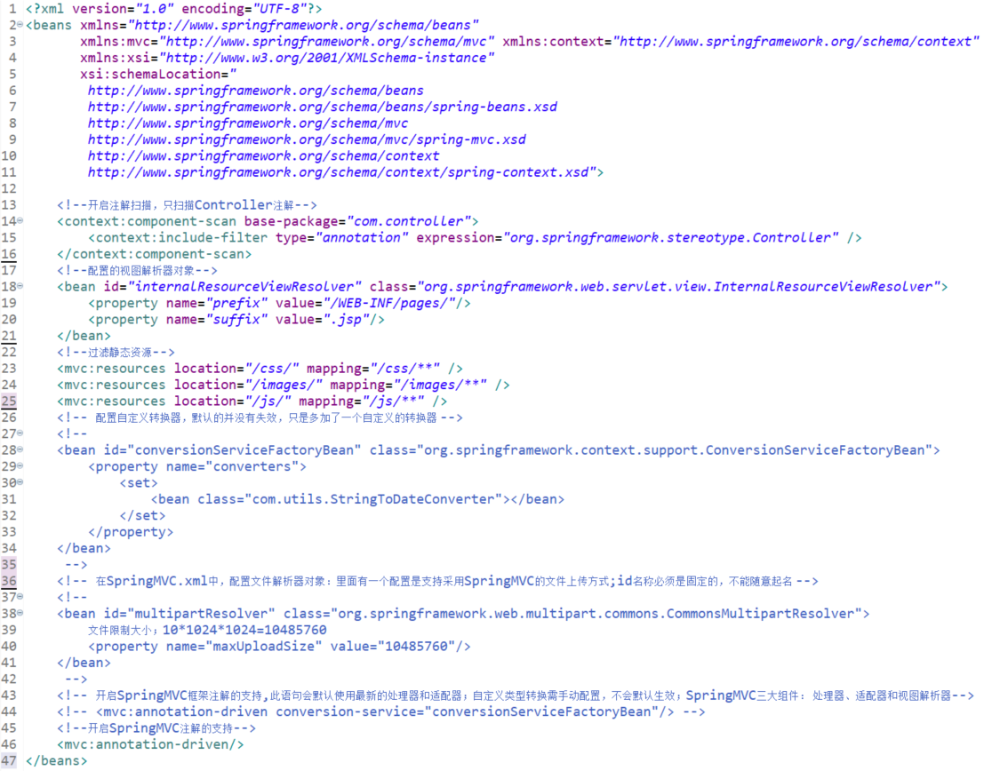 1 <?xml version="1.0" encoding="UTF-8"?>
2 <beans xmlns="http://www.springframework.org/schema/beans"
3         xmlns:mvc="http://www.springframework.org/schema/mvc" xmlns:context="http://www.springframework.org/schema/context"
4         xmlns:xsi="http://www.w3.org/2001/XMLSchema-instance"
5         xsi:schemaLocation="
6          http://www.springframework.org/schema/beans
7          http://www.springframework.org/schema/beans/spring-beans.xsd
8          http://www.springframework.org/schema/mvc
9          http://www.springframework.org/schema/mvc/spring-mvc.xsd
10         http://www.springframework.org/schema/context
11         http://www.springframework.org/schema/context/spring-context.xsd">
12
13     <!--开启注解扫描，只扫描Controller注解-->
14     <context:component-scan base-package="com.controller">
15         <context:include-filter type="annotation" expression="org.springframework.stereotype.Controller" />
16     </context:component-scan>
17     <!--配置的视图解析器对象-->
18     <bean id="internalResourceViewResolver" class="org.springframework.web.servlet.view.InternalResourceViewResolver">
19         <property name="prefix" value="/WEB-INF/pages/"/>
20         <property name="suffix" value=".jsp"/>
21     </bean>
22     <!--过滤静态资源-->
23     <mvc:resources location="/css/" mapping="/css/**" />
24     <mvc:resources location="/images/" mapping="/images/**" />
25     <mvc:resources location="/js/" mapping="/js/**" />
26     <!-- 配置自定义转换器，默认的并没有失效，只是多加了一个自定义的转换器 -->
27     <!--
28     <bean id="conversionServiceFactoryBean" class="org.springframework.context.support.ConversionServiceFactoryBean">
29         <property name="converters">
30             <set>
31                 <bean class="com.utils.StringToDateConverter"></bean>
32             </set>
33         </property>
34     </bean>
35      -->
36     <!-- 在SpringMVC.xml中，配置文件解析器对象：里面有一个配置是支持采用SpringMVC的文件上传方式;id名称必须是固定的，不能随意起名 -->
37     <!--
38     <bean id="multipartResolver" class="org.springframework.web.multipart.commons.CommonsMultipartResolver">
39         文件限制大小；10*1024*1024=10485760
40         <property name="maxUploadSize" value="10485760"/>
41     </bean>
42      -->
43     <!-- 开启SpringMVC框架注解的支持,此语句会默认使用最新的处理器和适配器；自定义类型转换需手动配置，不会默认生效；SpringMVC三大组件： 处理器、适配器和视图解析器-->
44     <!-- <mvc:annotation-driven conversion-service="conversionServiceFactoryBean"/> -->
45     <!--开启SpringMVC注解的支持-->
46     <mvc:annotation-driven/>
47 </beans>